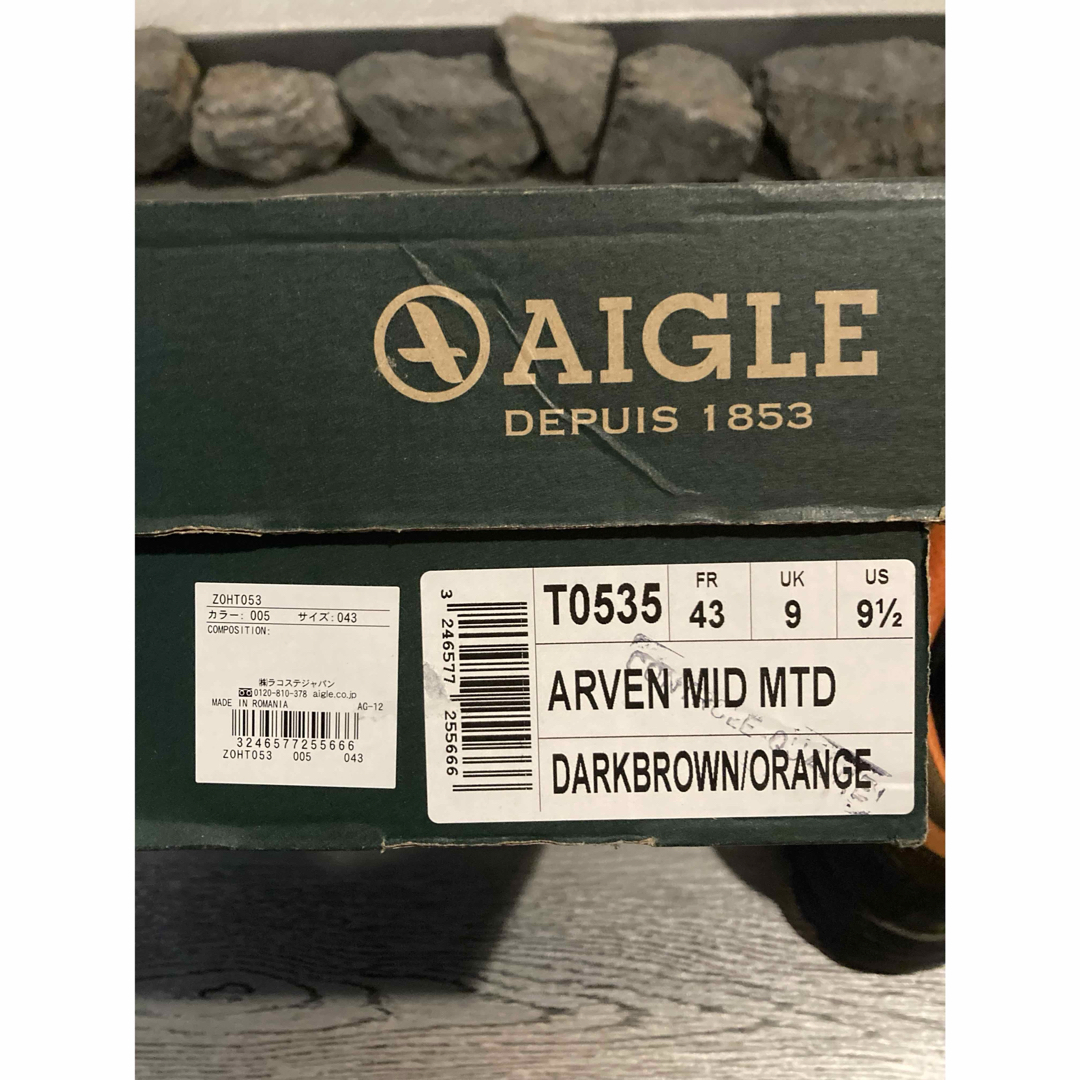 AIGLE
DEPUIS 1853
ZOHT053
カラー: 005 サイズ:043
COMPOSITION:
㈱ラコステジャパン
0120-810-378 aigle.co.jp
MADE IN ROMANIA AG-12
3246577255666
ZOHT053 005 043
3 246577 255666
T0535
FR
43
UK
9
US
9½
ARVEN MID MTD
DARKBROWN/ORANGE